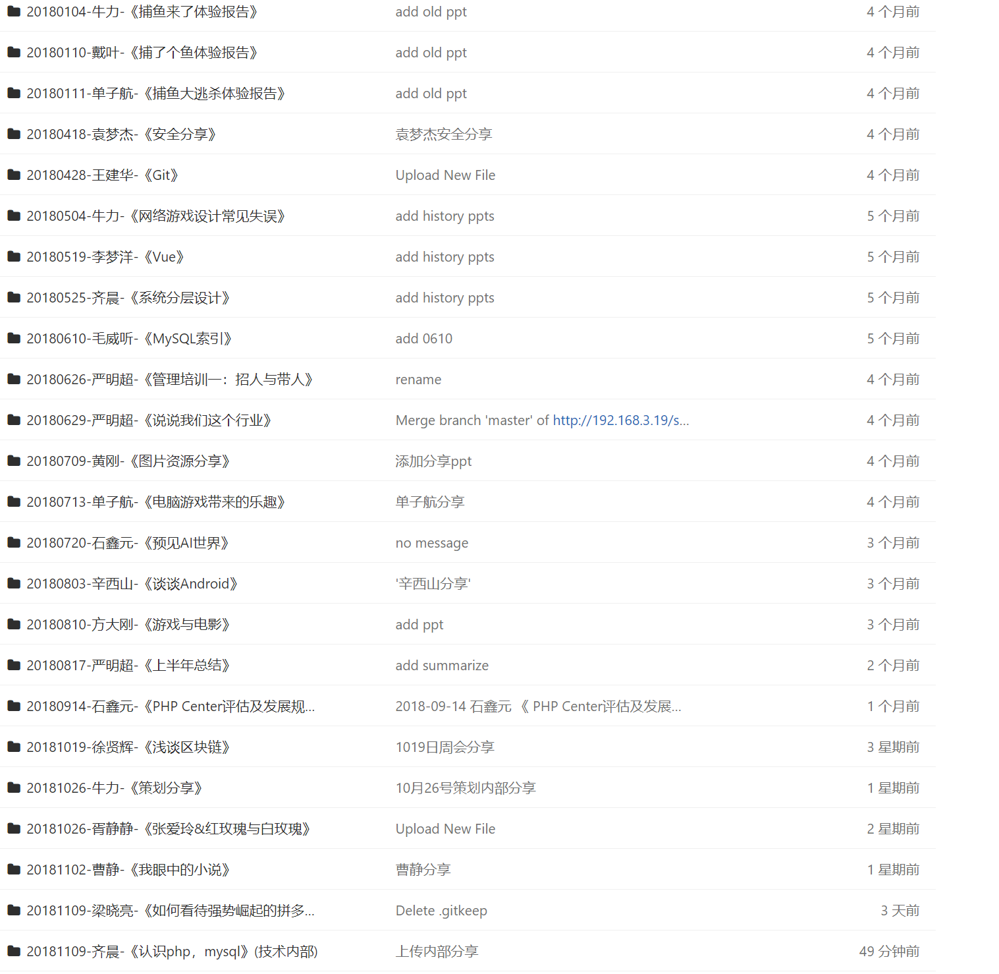 20180104-牛力-《捕鱼来了体验报告》 add old ppt 4 个月前
20180110-戴叶-《捕了个鱼体验报告》 add old ppt 4 个月前
20180111-单子航-《捕鱼大逃杀体验报告》 add old ppt 4 个月前
20180418-袁梦杰-《安全分享》 袁梦杰安全分享 4 个月前
20180428-王建华-《Git》 Upload New File 4 个月前
20180504-牛力-《网络游戏设计常见失误》 add history ppts 5 个月前
20180519-李梦洋-《Vue》 add history ppts 5 个月前
20180525-齐晨-《系统分层设计》 add history ppts 5 个月前
20180610-毛威听-《MySQL索引》 add 0610 5 个月前
20180626-严明超-《管理培训一：招人与带人》 rename 4 个月前
20180629-严明超-《说说我们这个行业》 Merge branch 'master' of http://192.168.3.19/s... 4 个月前
20180709-黄刚-《图片资源分享》 添加分享ppt 4 个月前
20180713-单子航-《电脑游戏带来的乐趣》 单子航分享 4 个月前
20180720-石鑫元-《预见AI世界》 no message 3 个月前
20180803-辛西山-《谈谈Android》 '辛西山分享' 3 个月前
20180810-方大刚-《游戏与电影》 add ppt 3 个月前
20180817-严明超-《上半年总结》 add summarize 2 个月前
20180914-石鑫元-《PHP Center评估及发展规... 2018-09-14 石鑫元 《 PHP Center评估及发展... 1 个月前
20181019-徐贤辉-《浅谈区块链》 1019日周会分享 3 星期前
20181026-牛力-《策划分享》 10月26号策划内部分享 1 星期前
20181026-胥静静-《张爱玲&红玫瑰与白玫瑰》 Upload New File 2 星期前
20181102-曹静-《我眼中的小说》 曹静分享 1 星期前
20181109-梁晓亮-《如何看待强势崛起的拼多... Delete .gitkeep 3 天前
20181109-齐晨-《认识php，mysql》(技术内部) 上传内部分享 49 分钟前